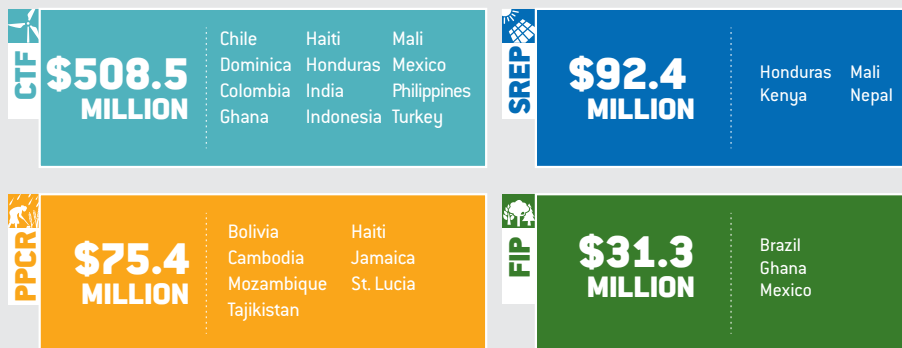 CTF
$508.5
MILLION
Chile Haiti Mali
Dominica Honduras Mexico
Colombia India Philippines
Ghana Indonesia Turkey
SREP
$92.4
MILLION
Honduras Mali
Kenya Nepal
PPCR
$75.4
MILLION
Bolivia Haiti
Cambodia Jamaica
Mozambique St. Lucia
Tajikistan
FIP
$31.3
MILLION
Brazil
Ghana
Mexico